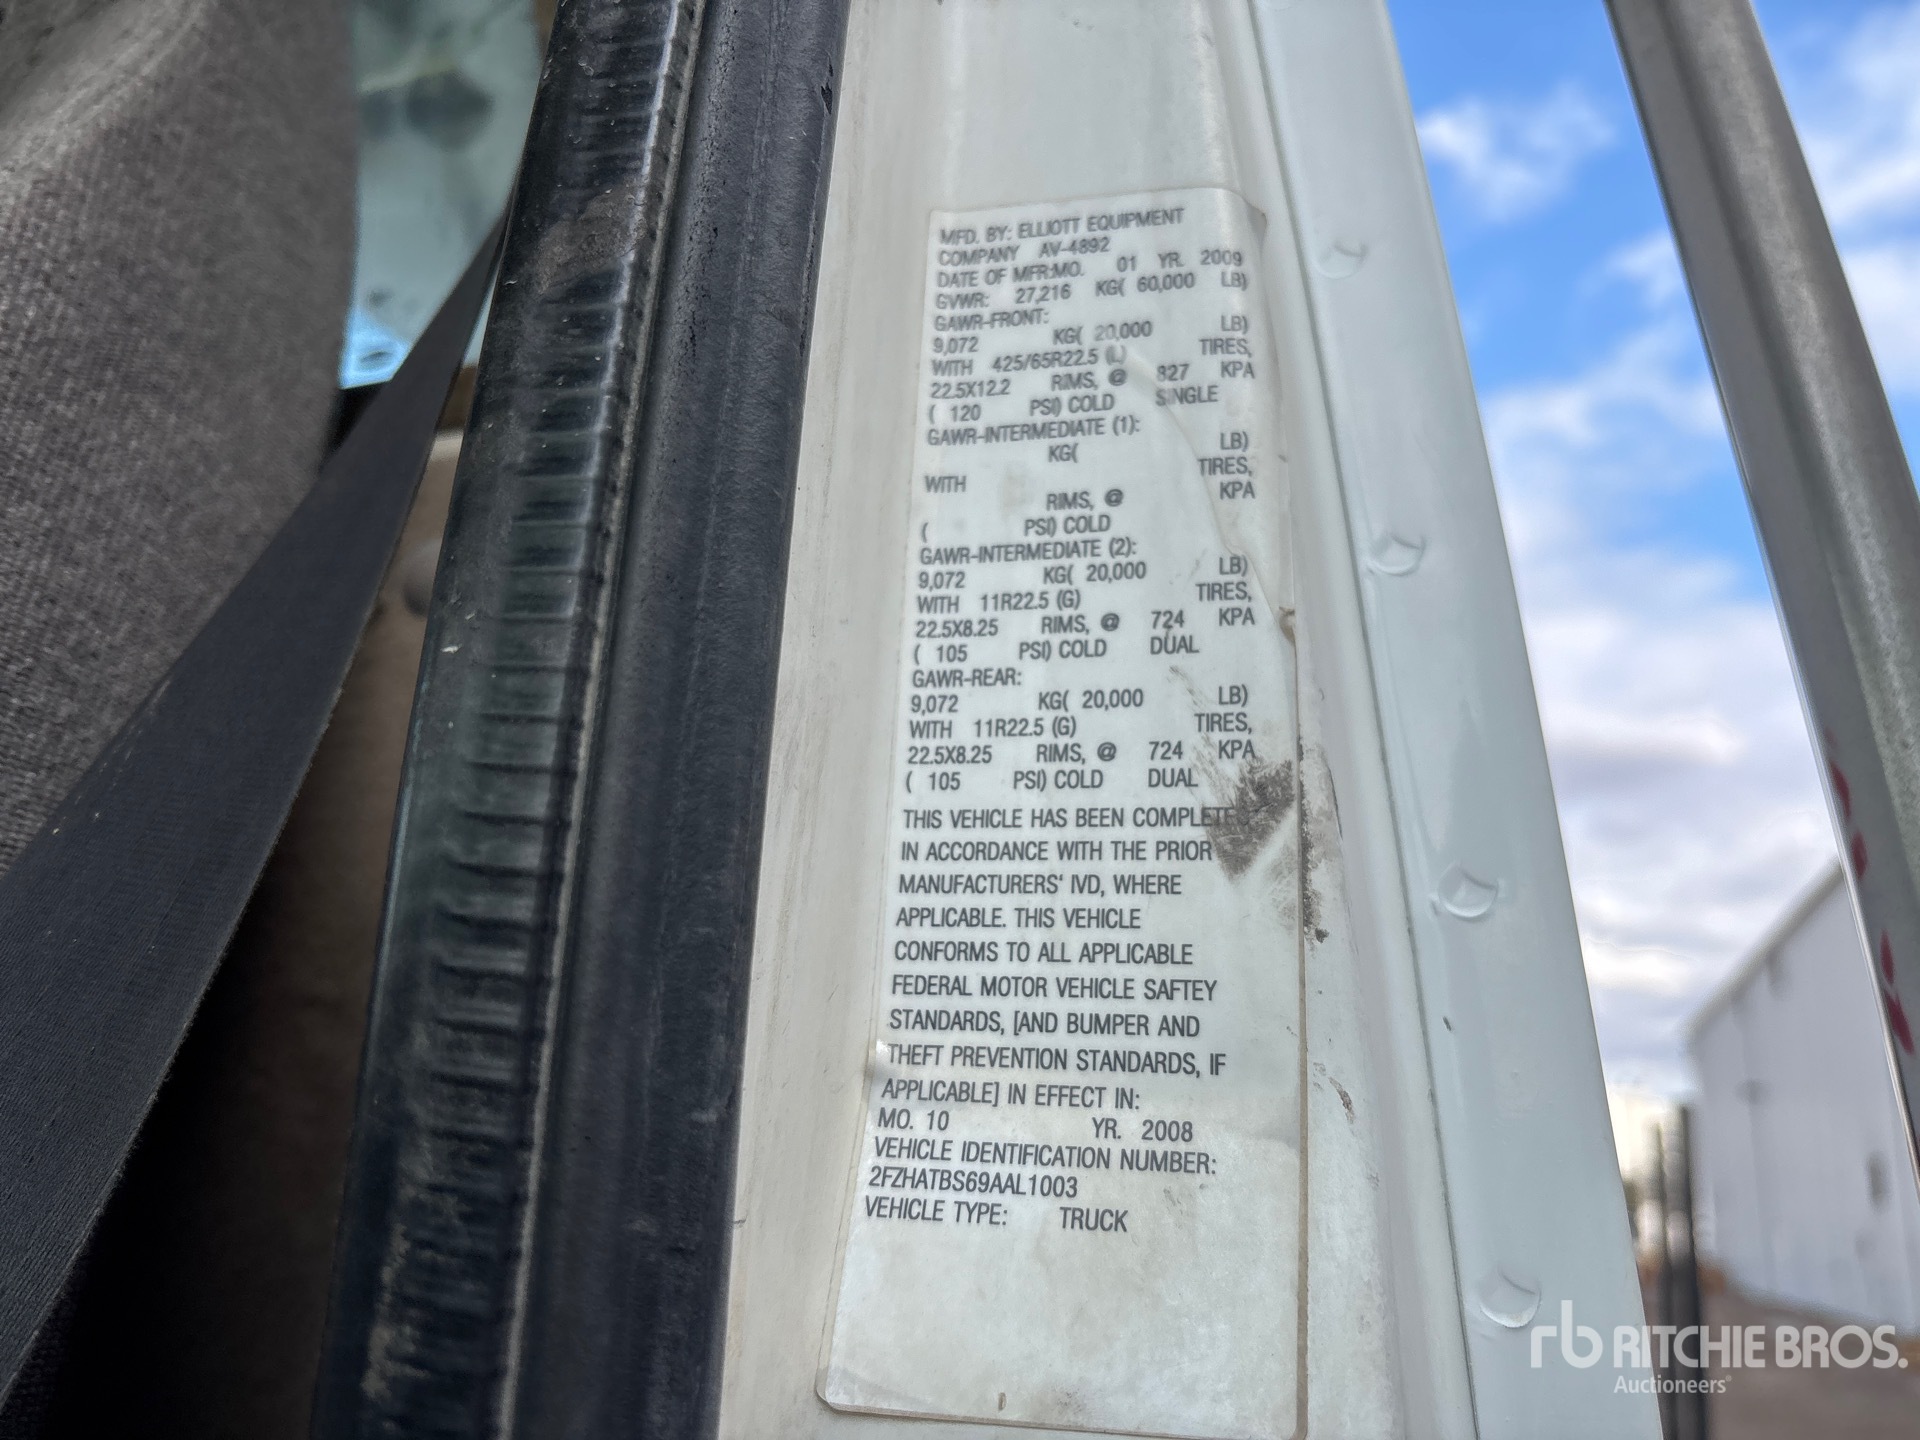 MFD. BY: ELLIOTT EQUIPMENT
COMPANY AV-4892
DATE OF MFR:MO. 01 YR. 2009
GVWR: 27,216 KG( 60,000 LB)
GAWR-FRONT:
9,072 KG( 20,000 LB)
WITH 425/65R22.5 (L) TIRES,
22.5X12.2 RIMS, @ 827 KPA
( 120 PSI) COLD SINGLE
GAWR-INTERMEDIATE (1):
KG( LB)
WITH TIRES,
RIMS, @ KPA
( PSI) COLD
GAWR-INTERMEDIATE (2):
9,072 KG( 20,000 LB)
WITH 11R22.5 (G) TIRES,
22.5X8.25 RIMS, @ 724 KPA
( 105 PSI) COLD DUAL
GAWR-REAR:
9,072 KG( 20,000 LB)
WITH 11R22.5 (G) TIRES,
22.5X8.25 RIMS, @ 724 KPA
( 105 PSI) COLD DUAL
THIS VEHICLE HAS BEEN COMPLETED
IN ACCORDANCE WITH THE PRIOR
MANUFACTURERS' IVD, WHERE
APPLICABLE. THIS VEHICLE
CONFORMS TO ALL APPLICABLE
FEDERAL MOTOR VEHICLE SAFTEY
STANDARDS, [AND BUMPER AND
THEFT PREVENTION STANDARDS, IF
APPLICABLE] IN EFFECT IN:
MO. 10 YR. 2008
VEHICLE IDENTIFICATION NUMBER:
2FZHATBS69AAL1003
VEHICLE TYPE: TRUCK
rb RITCHIE BROS.
Auctioneers